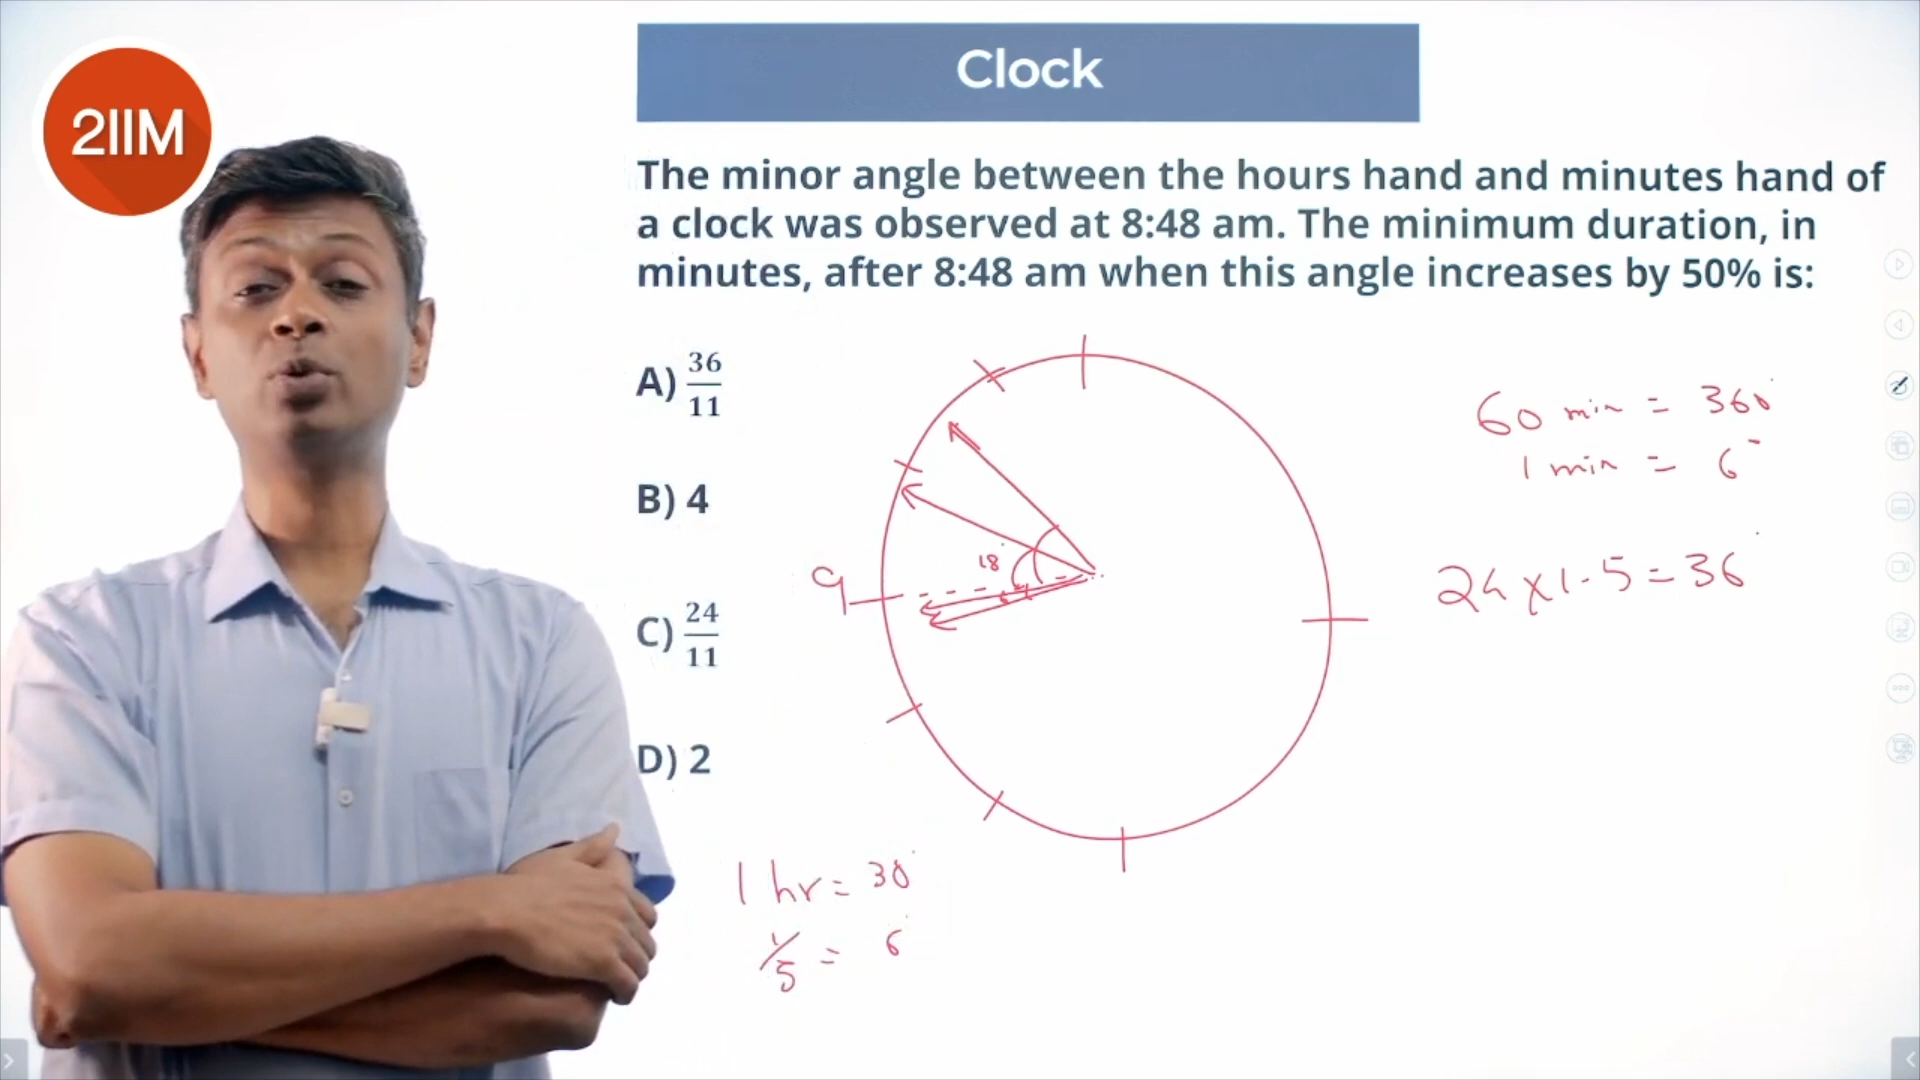 2IIM
Clock
The minor angle between the hours hand and minutes hand of
a clock was observed at 8:48 am. The minimum duration, in
minutes, after 8:48 am when this angle increases by 50% is:
A) 36/11
B) 4
C) 24/11
D) 2
9
18°
60 min = 360°
1 min = 6°
24 x 1.5 = 36°
1 hr = 30°
1/5 = 6°